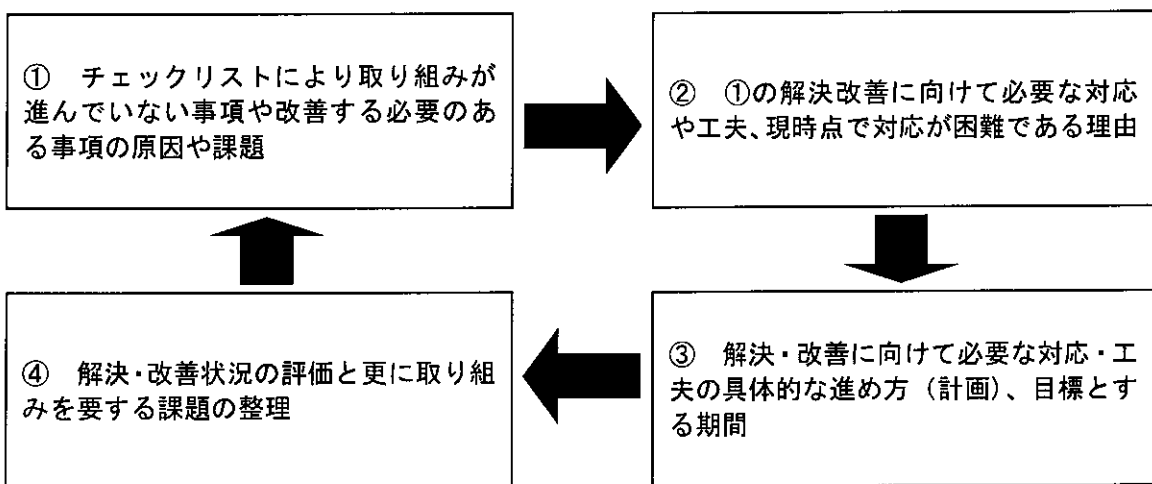 ① チェックリストにより取り組みが
進んでいない事項や改善する必要のあ
る事項の原因や課題
② ①の解決改善に向けて必要な対応
や工夫、現時点で対応が困難である理由
③ 解決・改善に向けて必要な対応・工
夫の具体的な進め方（計画）、目標とす
る期間
④ 解決・改善状況の評価と更に取り組
みを要する課題の整理